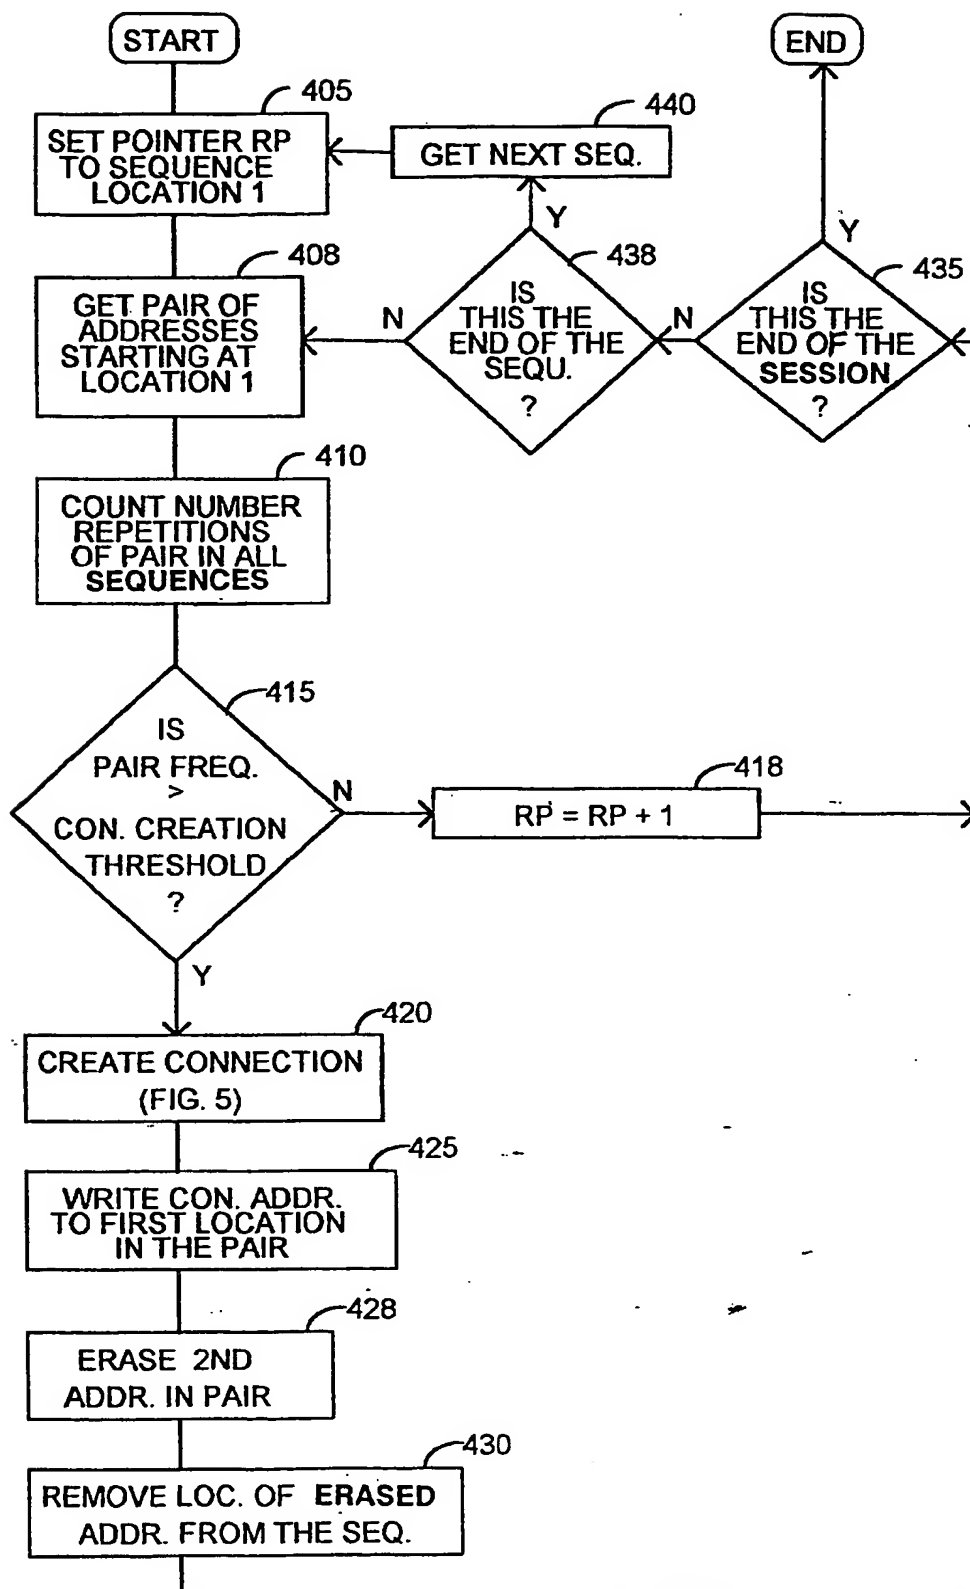 START
END
405
SET POINTER RP
TO SEQUENCE
LOCATION 1
440
GET NEXT SEQ.
Y
Y
408
GET PAIR OF
ADDRESSES
STARTING AT
LOCATION 1
N
438
IS
THIS THE
END OF THE
SEQU.
?
N
435
IS
THIS THE
END OF THE
SESSION
?
410
COUNT NUMBER
REPETITIONS
OF PAIR IN ALL
SEQUENCES
415
IS
PAIR FREQ.
>
CON. CREATION
THRESHOLD
?
N
418
RP = RP + 1
Y
420
CREATE CONNECTION
(FIG. 5)
425
WRITE CON. ADDR.
TO FIRST LOCATION
IN THE PAIR
428
ERASE 2ND
ADDR. IN PAIR
430
REMOVE LOC. OF ERASED
ADDR. FROM THE SEQ.